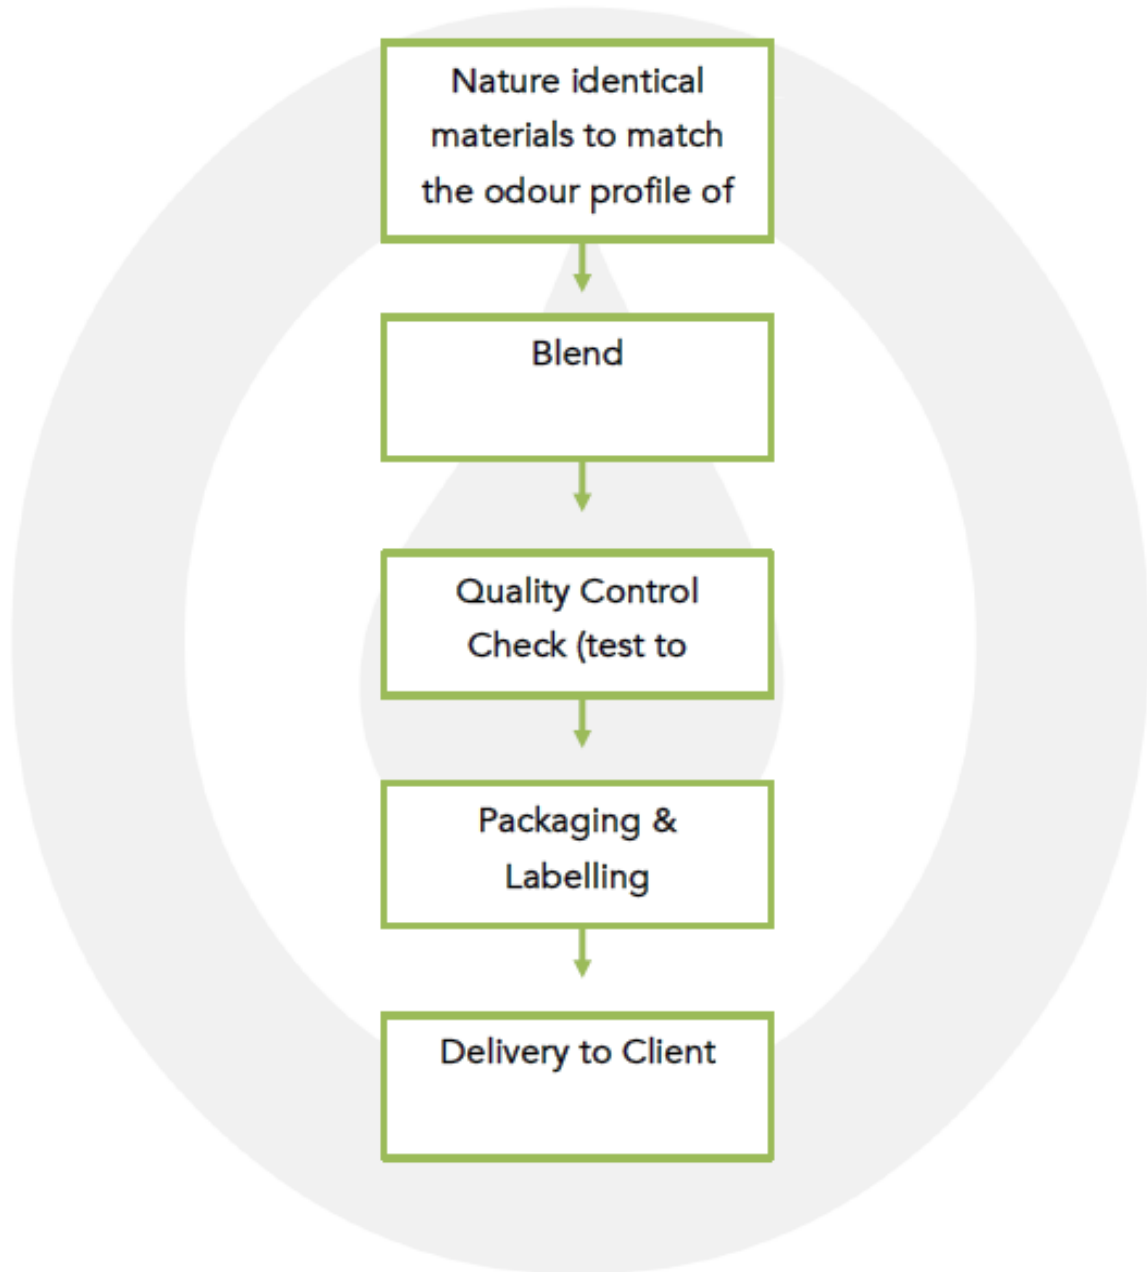 Nature identical
materials to match
the odour profile of
Blend
Quality Control
Check (test to
Packaging &
Labelling
Delivery to Client